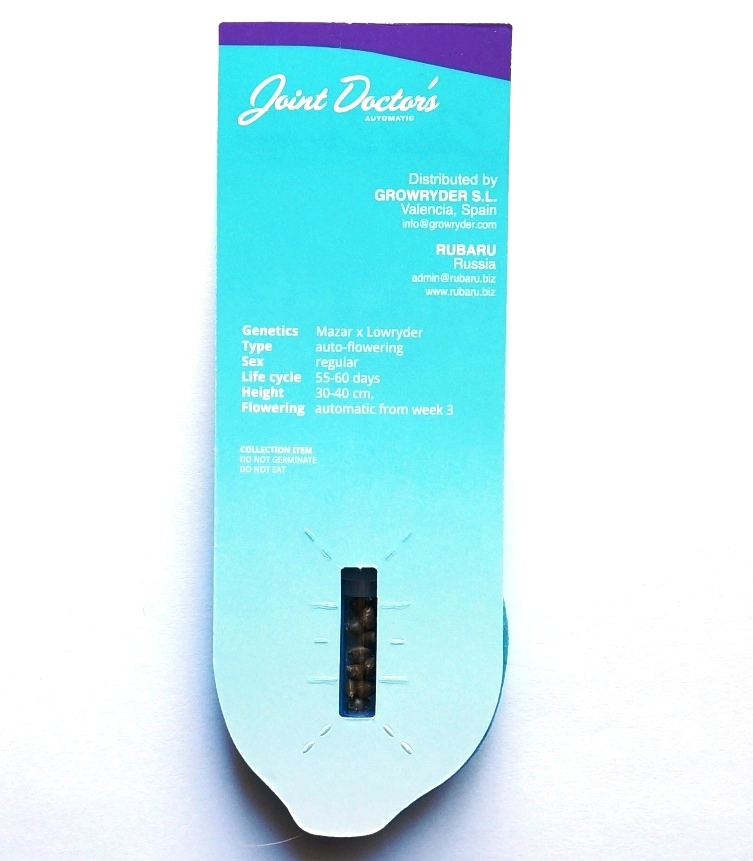 Joint Doctors'
AUTOMATIC
Distributed by
GROWRYDER S.L.
Valencia, Spain
info@growryder.com
RUBARU
Russia
admin@rubaru.biz
www.rubaru.biz
Genetics Mazar x Lowryder
Type auto-flowering
Sex regular
Life cycle 55-60 days
Height 30-40 cm.
Flowering automatic from week 3
COLLECTION ITEM
DO NOT GERMINATE
DO NOT EAT